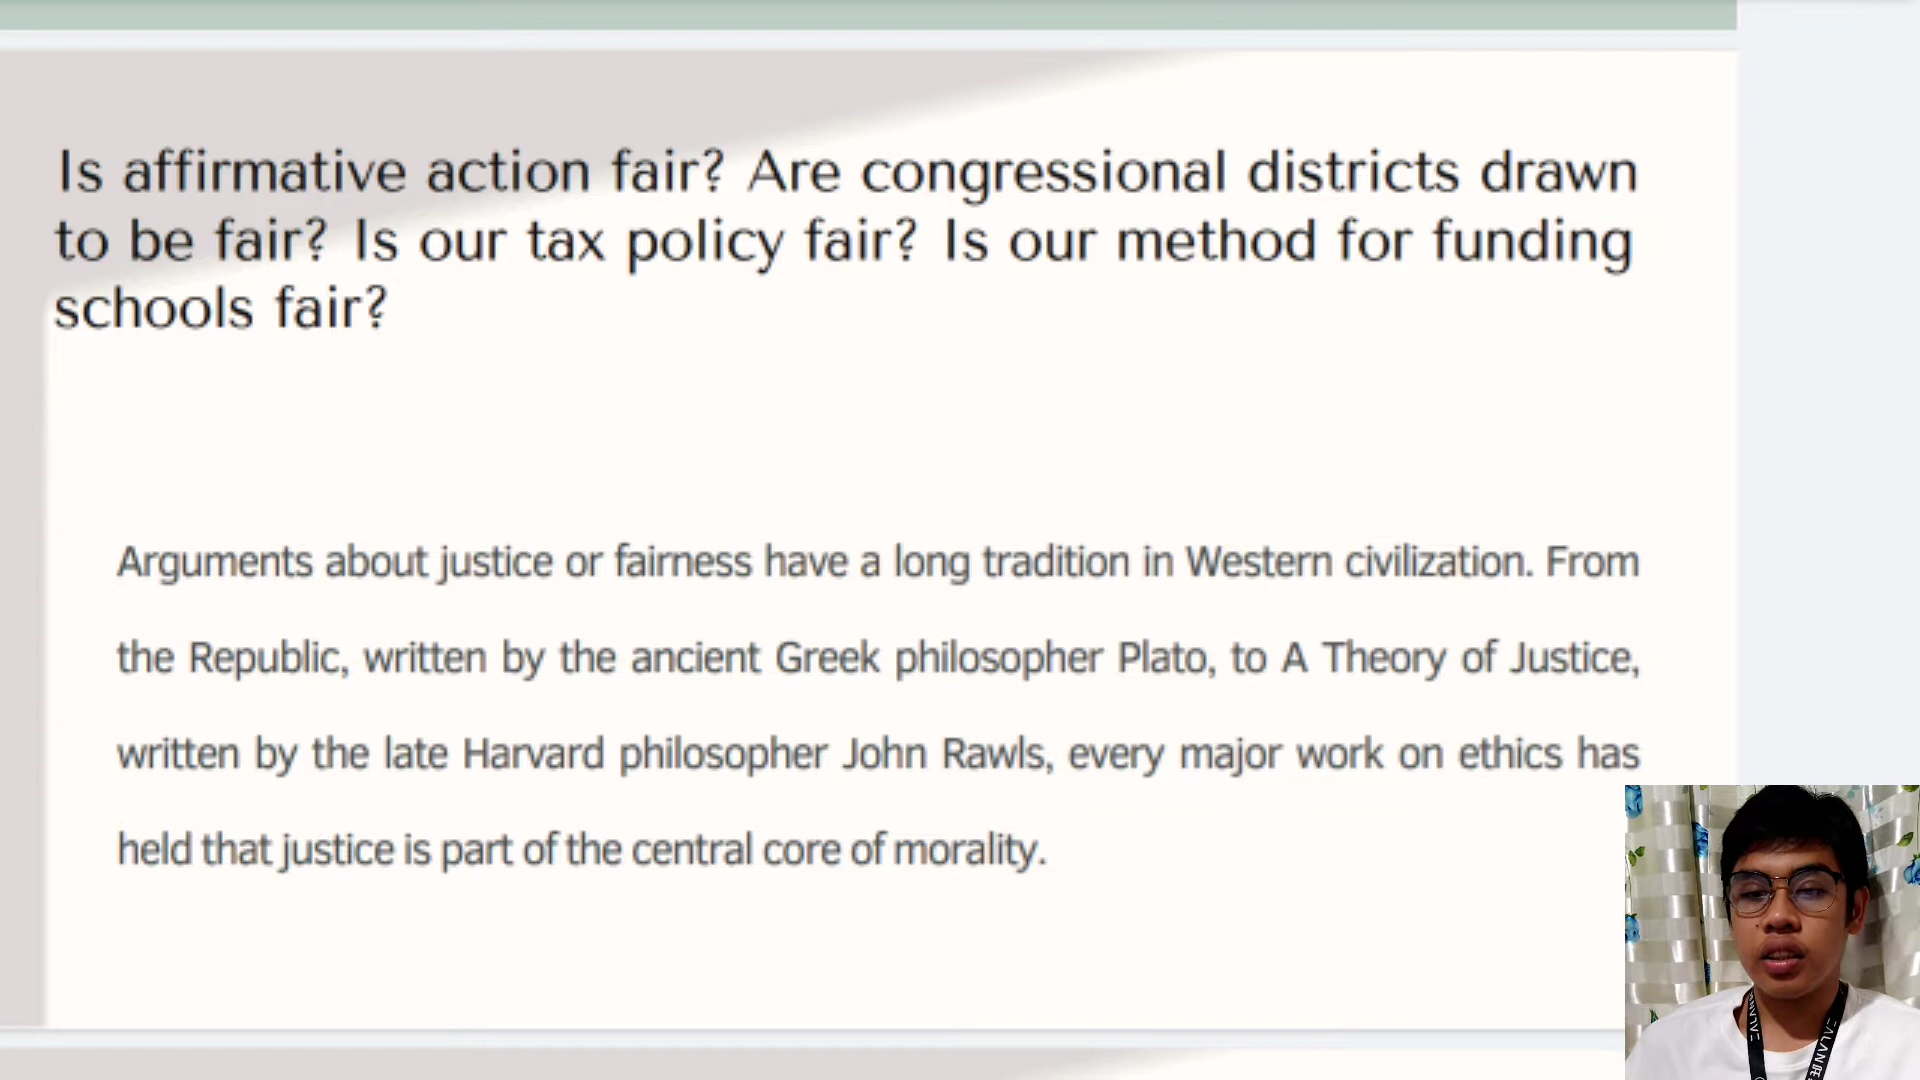 Is affirmative action fair? Are congressional districts drawn
to be fair? Is our tax policy fair? Is our method for funding
schools fair?
Arguments about justice or fairness have a long tradition in Western civilization. From
the Republic, written by the ancient Greek philosopher Plato, to A Theory of Justice,
written by the late Harvard philosopher John Rawls, every major work on ethics has
held that justice is part of the central core of morality.